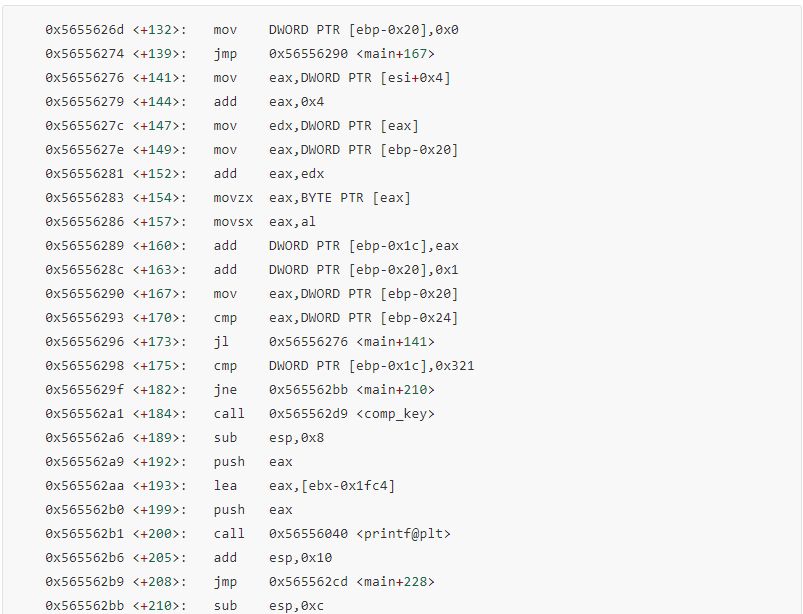 0x5655626d <+132>: mov DWORD PTR [ebp-0x20],0x0
0x56556274 <+139>: jmp 0x56556290 <main+167>
0x56556276 <+141>: mov eax,DWORD PTR [esi+0x4]
0x56556279 <+144>: add eax,0x4
0x5655627c <+147>: mov edx,DWORD PTR [eax]
0x5655627e <+149>: mov eax,DWORD PTR [ebp-0x20]
0x56556281 <+152>: add eax,edx
0x56556283 <+154>: movzx eax,BYTE PTR [eax]
0x56556286 <+157>: movsx eax,al
0x56556289 <+160>: add DWORD PTR [ebp-0x1c],eax
0x5655628c <+163>: add DWORD PTR [ebp-0x20],0x1
0x56556290 <+167>: mov eax,DWORD PTR [ebp-0x20]
0x56556293 <+170>: cmp eax,DWORD PTR [ebp-0x24]
0x56556296 <+173>: jl 0x56556276 <main+141>
0x56556298 <+175>: cmp DWORD PTR [ebp-0x1c],0x321
0x5655629f <+182>: jne 0x565562bb <main+210>
0x565562a1 <+184>: call 0x565562d9 <comp_key>
0x565562a6 <+189>: sub esp,0x8
0x565562a9 <+192>: push eax
0x565562aa <+193>: lea eax,[ebx-0x1fc4]
0x565562b0 <+199>: push eax
0x565562b1 <+200>: call 0x56556040 <printf@plt>
0x565562b6 <+205>: add esp,0x10
0x565562b9 <+208>: jmp 0x565562cd <main+228>
0x565562bb <+210>: sub esp,0xc